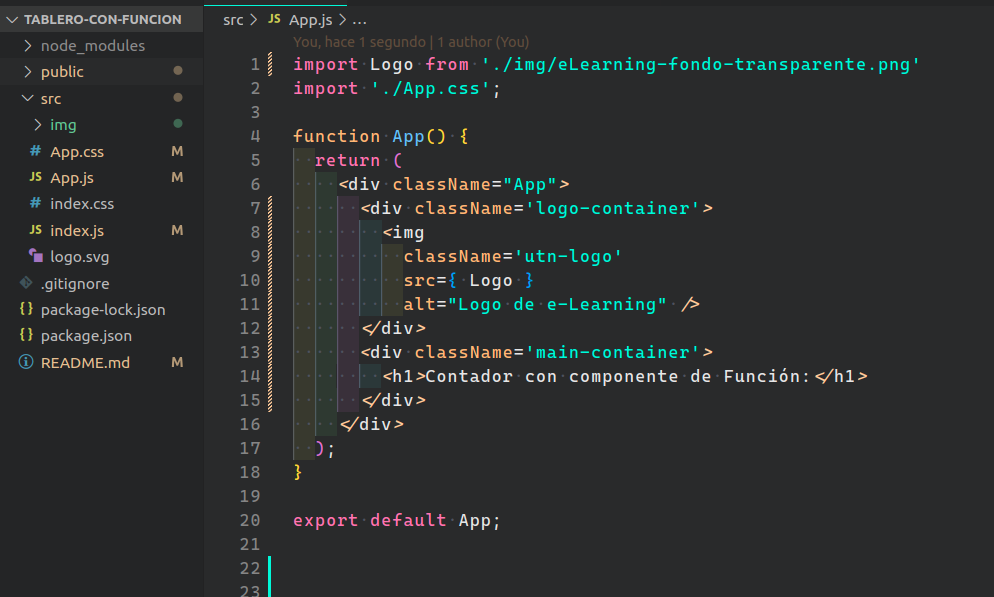 TABLERO-CON-FUNCION
node_modules
public
src
img
# App.css M
JS App.js M
# index.css
JS index.js M
logo.svg
.gitignore
{} package-lock.json
{} package.json
README.md M
src > JS App.js > ...
You, hace 1 segundo | 1 author (You)
1 import Logo from './img/eLearning-fondo-transparente.png'
2 import './App.css';
3
4 function App() {
5 return (
6 <div className="App">
7 <div className='logo-container'>
8 <img
9 className='utn-logo'
10 src={ Logo }
11 alt="Logo de e-Learning" />
12 </div>
13 <div className='main-container'>
14 <h1>Contador con componente de Función:</h1>
15 </div>
16 </div>
17 );
18 }
19
20 export default App;
21
22
23